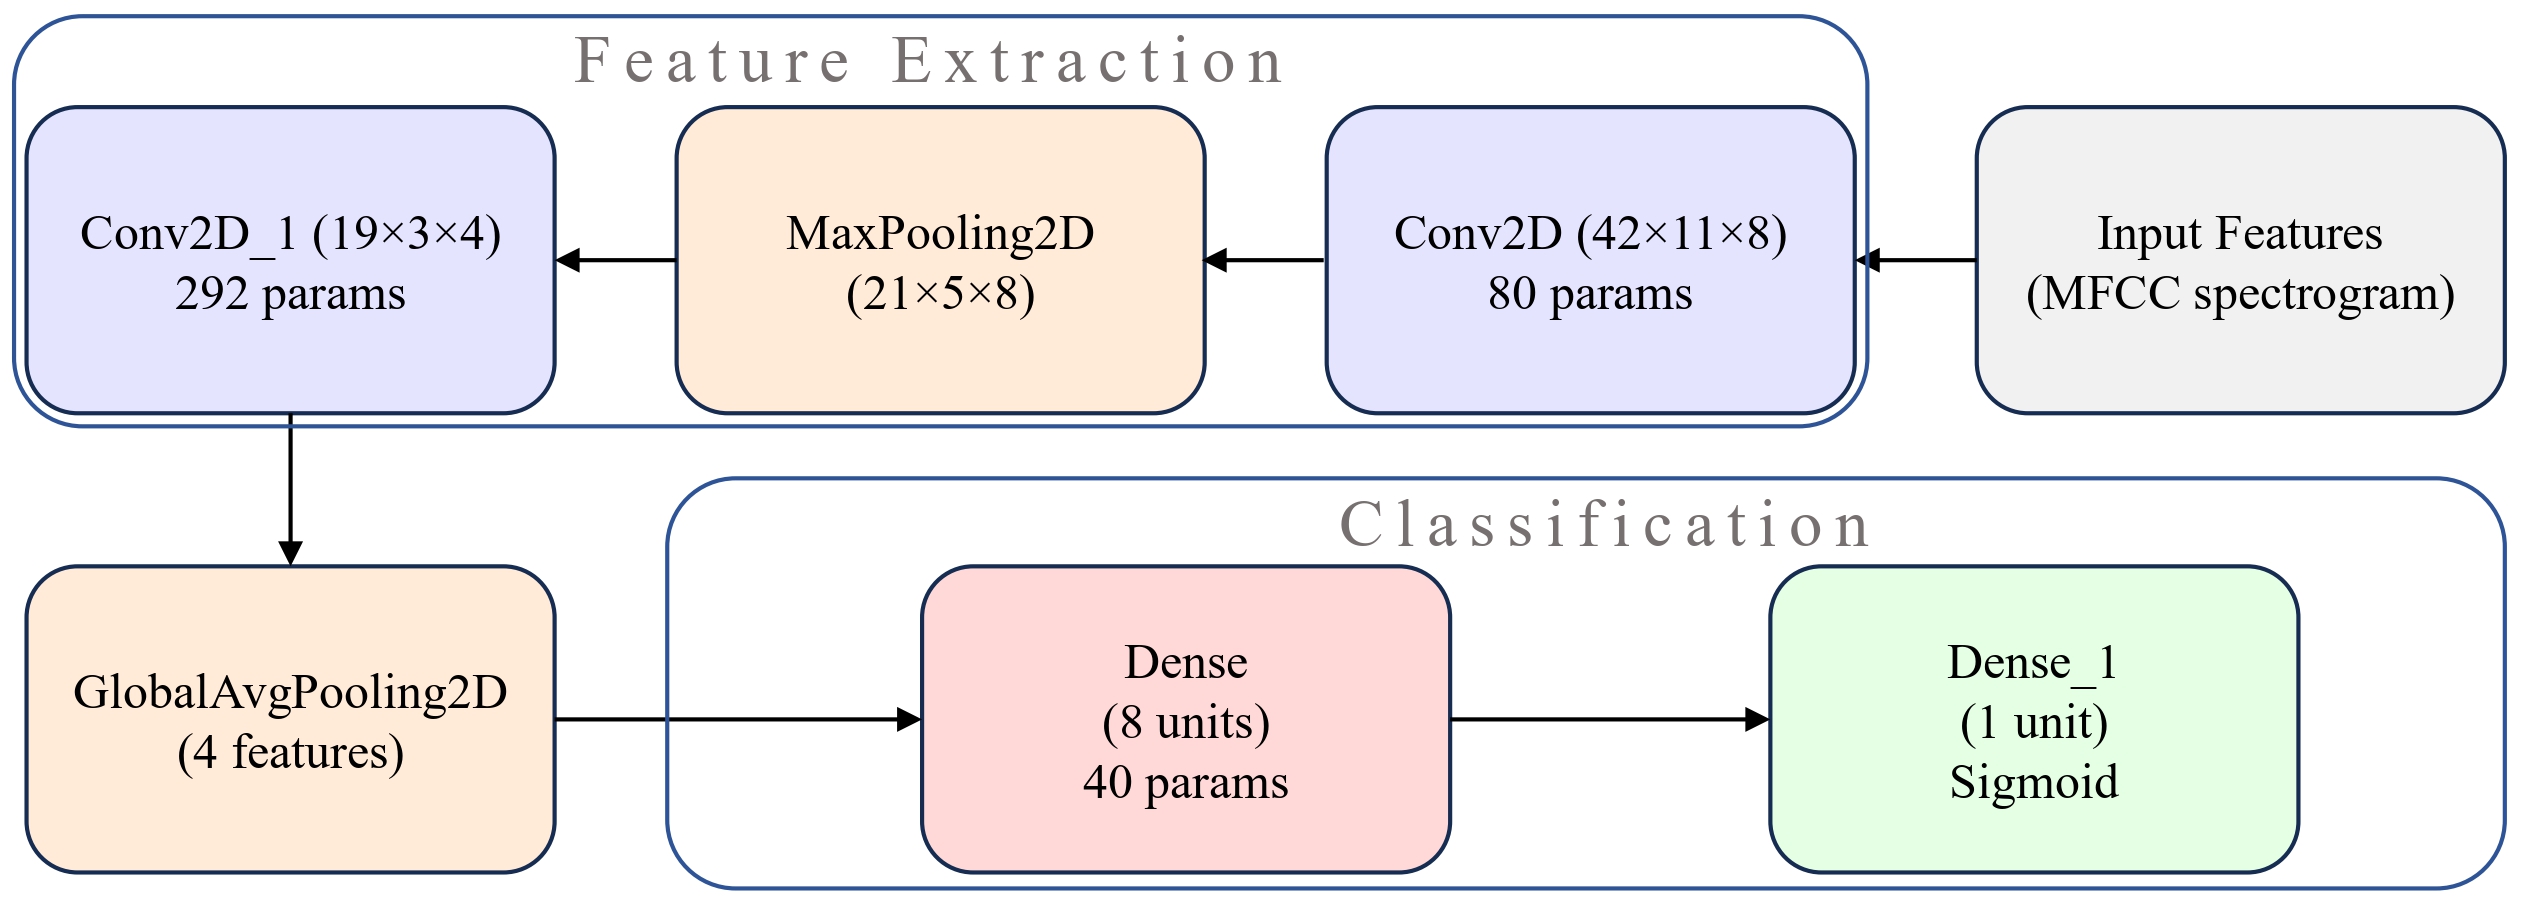 Feature Extraction
Conv2D_1 (19×3×4)
292 params
MaxPooling2D
(21×5×8)
Conv2D (42×11×8)
80 params
Input Features
(MFCC spectrogram)
Classification
GlobalAvgPooling2D
(4 features)
Dense
(8 units)
40 params
Dense_1
(1 unit)
Sigmoid